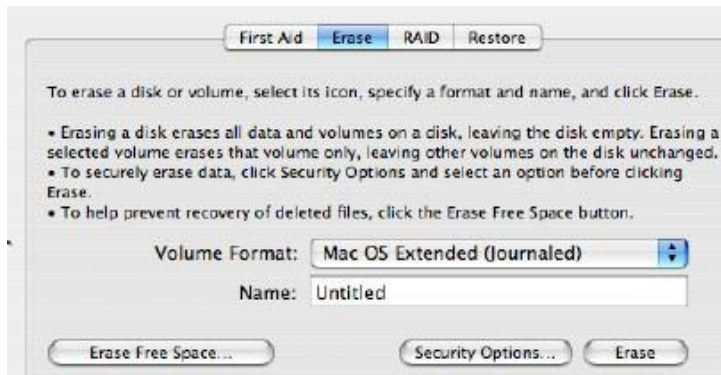 First Aid Erase RAID Restore
To erase a disk or volume, select its icon, specify a format and name, and click Erase.
• Erasing a disk erases all data and volumes on a disk, leaving the disk empty. Erasing a
selected volume erases that volume only, leaving other volumes on the disk unchanged.
• To securely erase data, click Security Options and select an option before clicking
Erase.
• To help prevent recovery of deleted files, click the Erase Free Space button.
Volume Format: Mac OS Extended (Journaled)
Name: Untitled
Erase Free Space... Security Options... Erase